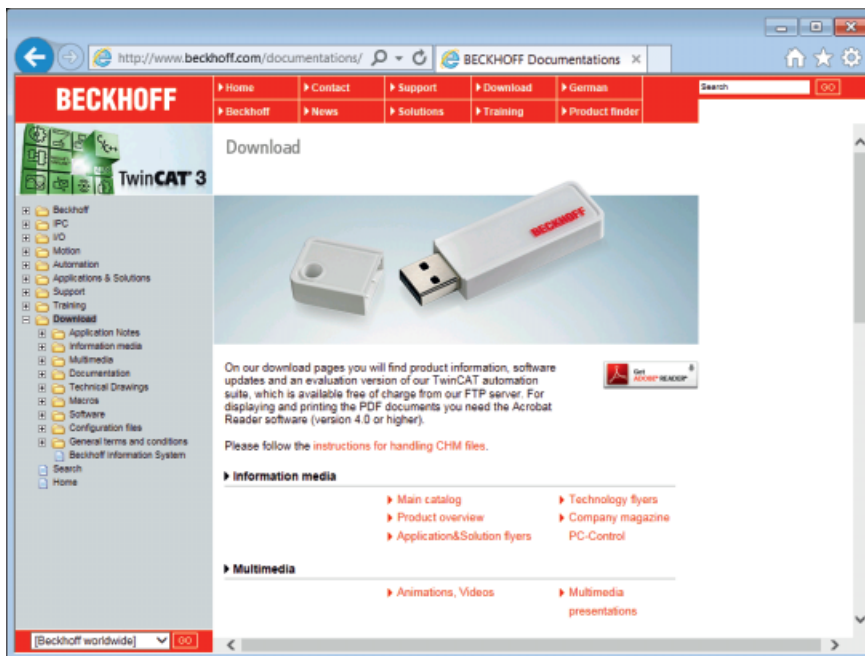 http://www.beckhoff.com/documentations/
BECKHOFF Documentations
BECKHOFF
Home
Contact
Support
Download
German
Beckhoff
News
Solutions
Training
Product finder
Search
GO
TwinCAT 3
Download
BECKHOFF
Beckhoff
IPC
I/O
Motion
Automation
Applications & Solutions
Support
Training
Download
Application Notes
Information media
Multimedia
Documentation
Technical Drawings
Macros
Software
Configuration files
General terms and conditions
Beckhoff Information System
Search
Home
On our download pages you will find product information, software
updates and an evaluation version of our TwinCAT automation
suite, which is available free of charge from our FTP server. For
displaying and printing the PDF documents you need the Acrobat
Reader software (version 4.0 or higher).
Get
ADOBE® READER®
Please follow the instructions for handling CHM files.
Information media
Main catalog
Technology flyers
Product overview
Company magazine
Application&Solution flyers
PC-Control
Multimedia
Animations, Videos
Multimedia
presentations
[Beckhoff worldwide]
GO